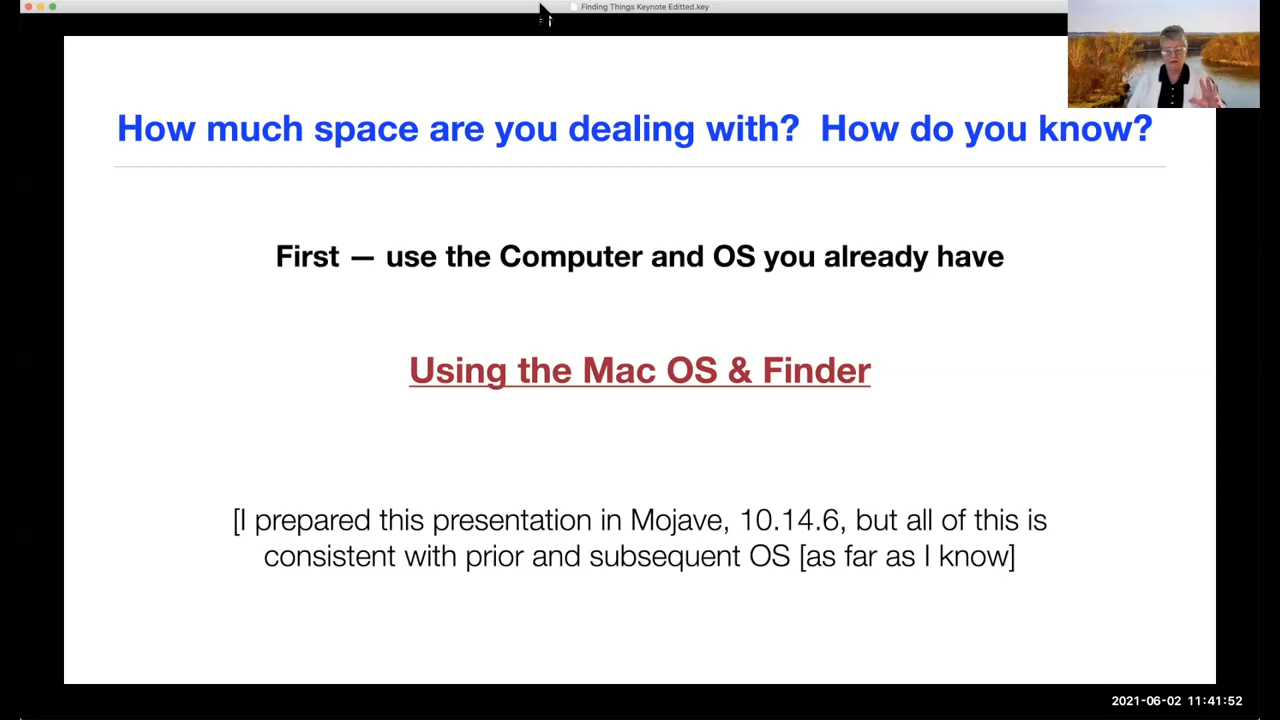 Finding Things Keynote Editted.key
How much space are you dealing with? How do you know?
First — use the Computer and OS you already have
Using the Mac OS & Finder
[I prepared this presentation in Mojave, 10.14.6, but all of this is
consistent with prior and subsequent OS [as far as I know]
2021-06-02 11:41:52